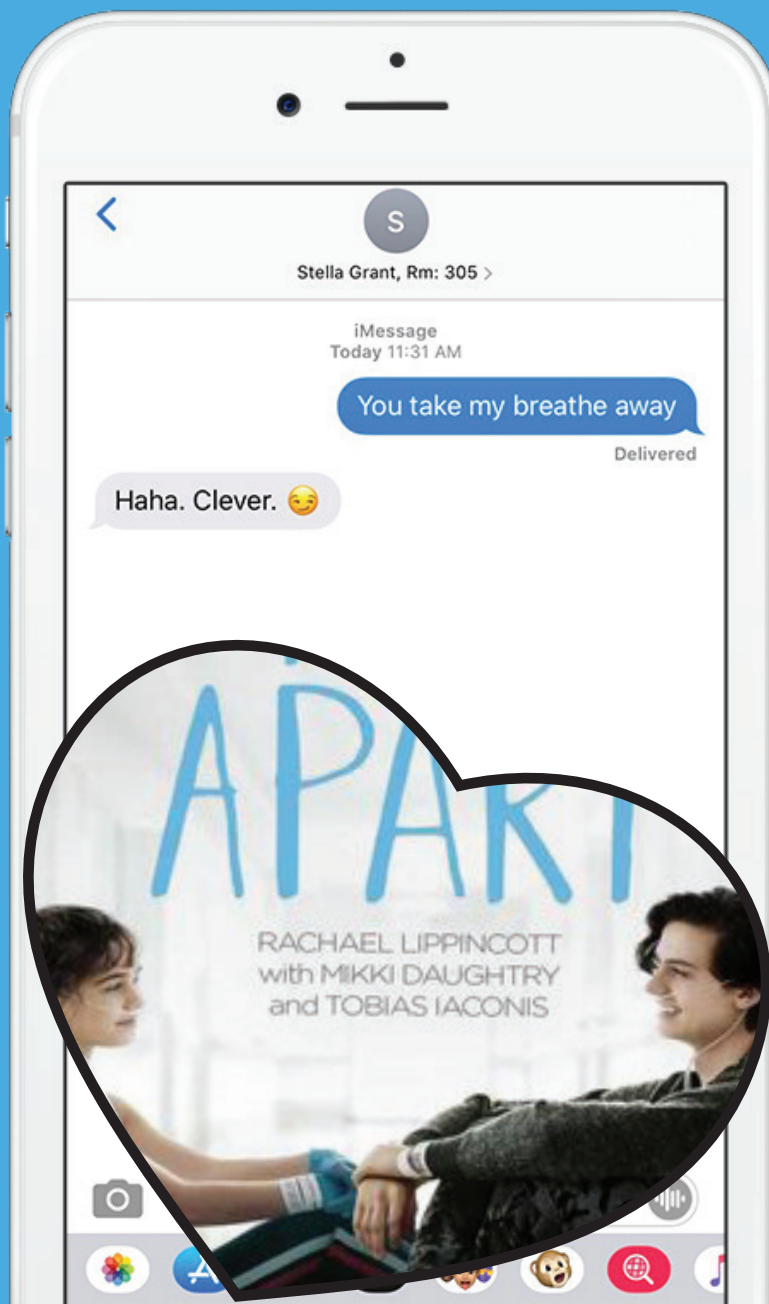 S
Stella Grant, Rm: 305 >
iMessage
Today 11:31 AM
You take my breathe away
Delivered
Haha. Clever. 😏
APART
RACHAEL LIPPINCOTT
with MIKKI DAUGHTRY
and TOBIAS IACONIS